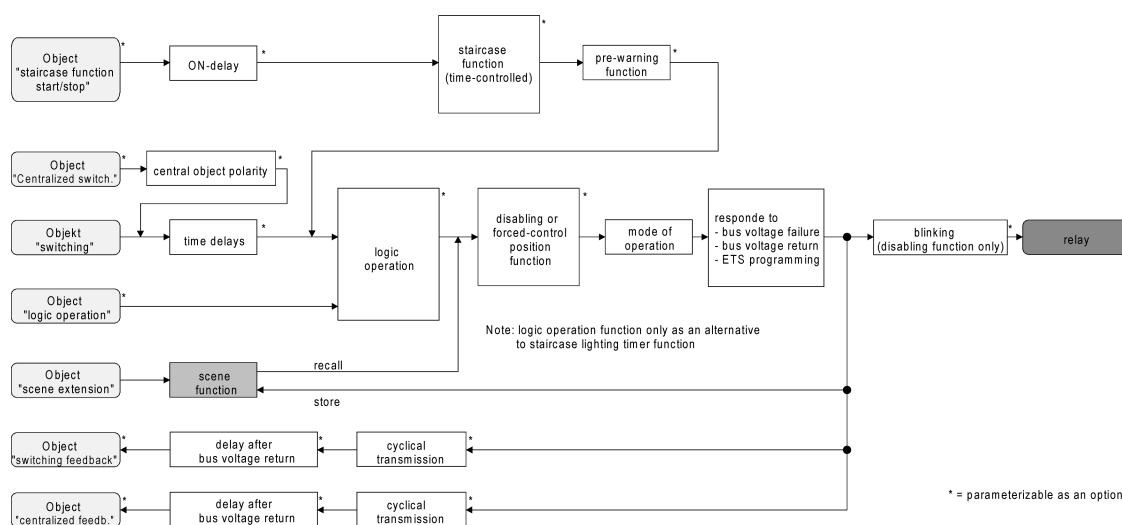 *
*
*
*
Object
"staircase function
start/stop"
ON-delay
staircase
function
(time-controlled)
pre-warning
function
*
*
Object
"Centralized switch."
central object polarity
*
*
*
*
Objekt
"switching"
time delays
logic
operation
disabling or
forced-control
position
function
mode of
operation
responde to
- bus voltage failure
- bus voltage return
- ETS programming
blinking
(disabling function only)
*
relay
*
Object
"logic operation"
Note: logic operation function only as an alternative
to staircase lighting timer function
Object
"scene extension"
scene
function
recall
store
*
*
*
Object
"switching feedback"
delay after
bus voltage return
cyclical
transmission
*
*
*
Object
"centralized feedb."
delay after
bus voltage return
cyclical
transmission
* = parameterizable as an option